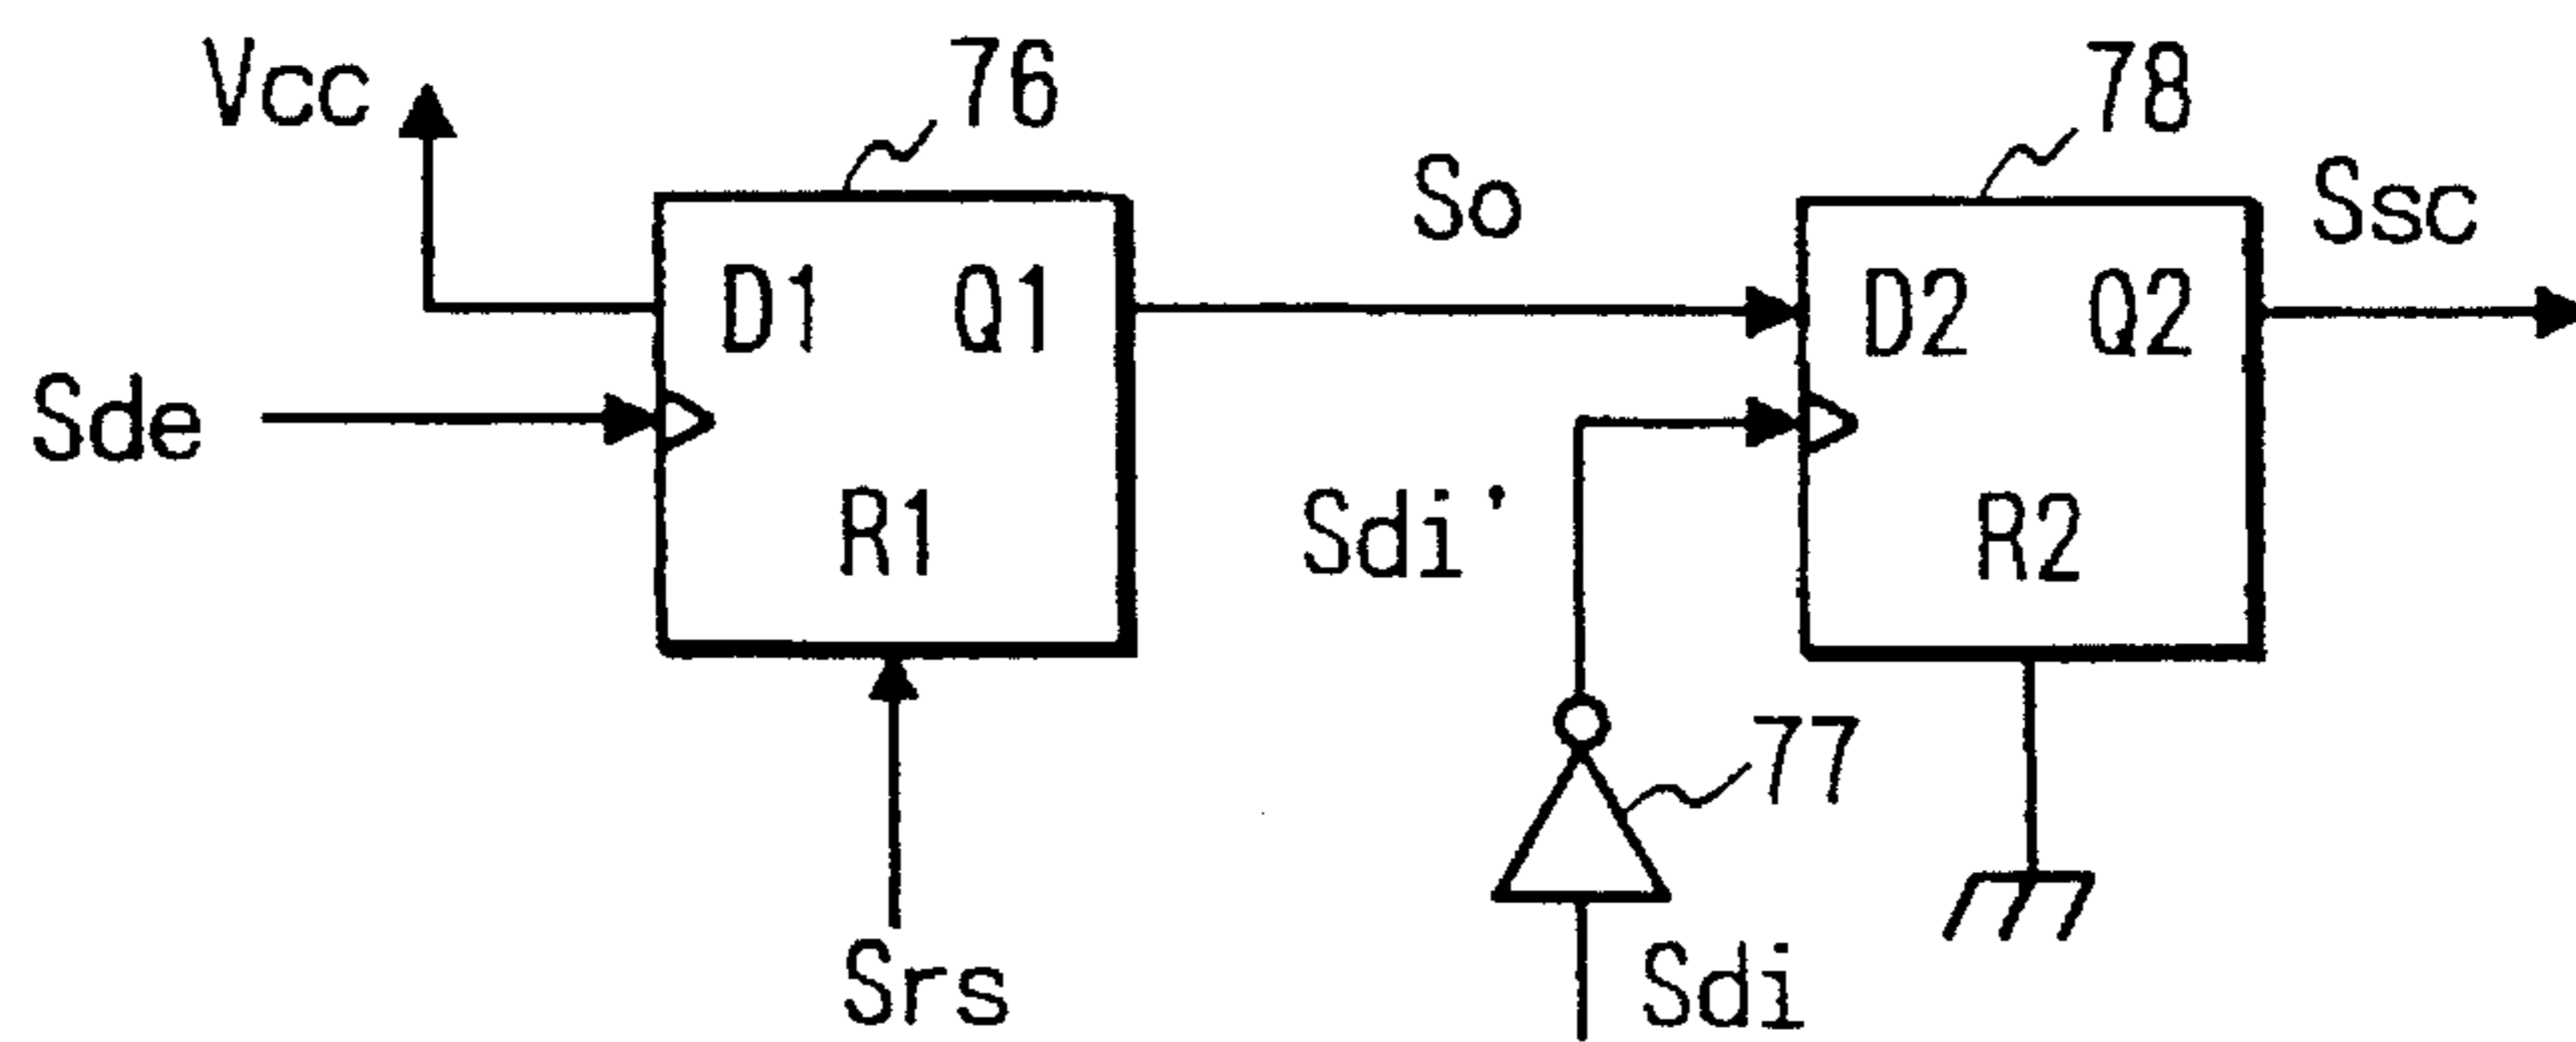 Vcc
76
78
So
Ssc
D1 Q1
D2 Q2
Sde
R1
Sdi'
R2
77
Srs
Sdi